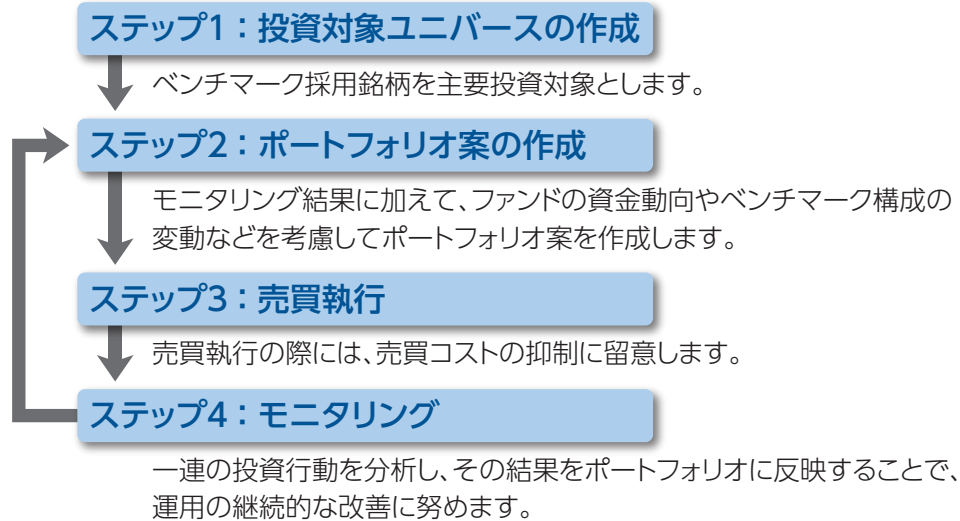 ステップ1：投資対象ユニバースの作成
ベンチマーク採用銘柄を主要投資対象とします。
ステップ2：ポートフォリオ案の作成
モニタリング結果に加えて、ファンドの資金動向やベンチマーク構成の
変動などを考慮してポートフォリオ案を作成します。
ステップ3：売買執行
売買執行の際には、売買コストの抑制に留意します。
ステップ4：モニタリング
一連の投資行動を分析し、その結果をポートフォリオに反映することで、
運用の継続的な改善に努めます。